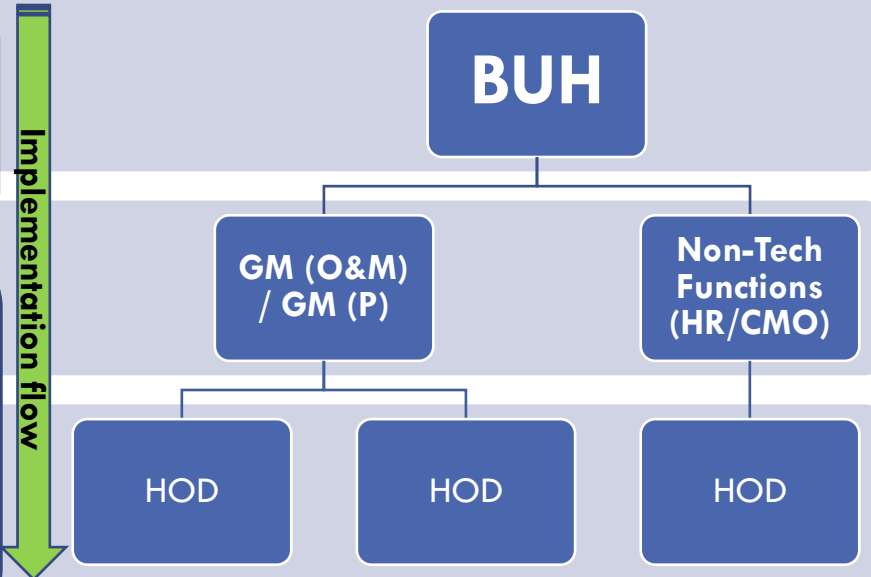 Implementation flow
BUH
GM (O&M)
/ GM (P)
Non-Tech
Functions
(HR/CMO)
HOD
HOD
HOD